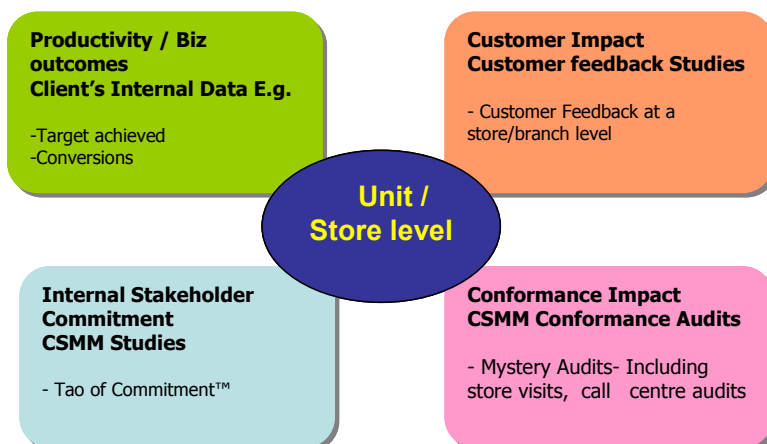 Productivity / Biz
outcomes
Client's Internal Data E.g.
-Target achieved
-Conversions
Customer Impact
Customer feedback Studies
- Customer Feedback at a
store/branch level
Unit /
Store level
Internal Stakeholder
Commitment
CSMM Studies
- Tao of Commitment™
Conformance Impact
CSMM Conformance Audits
- Mystery Audits- Including
store visits, call centre audits